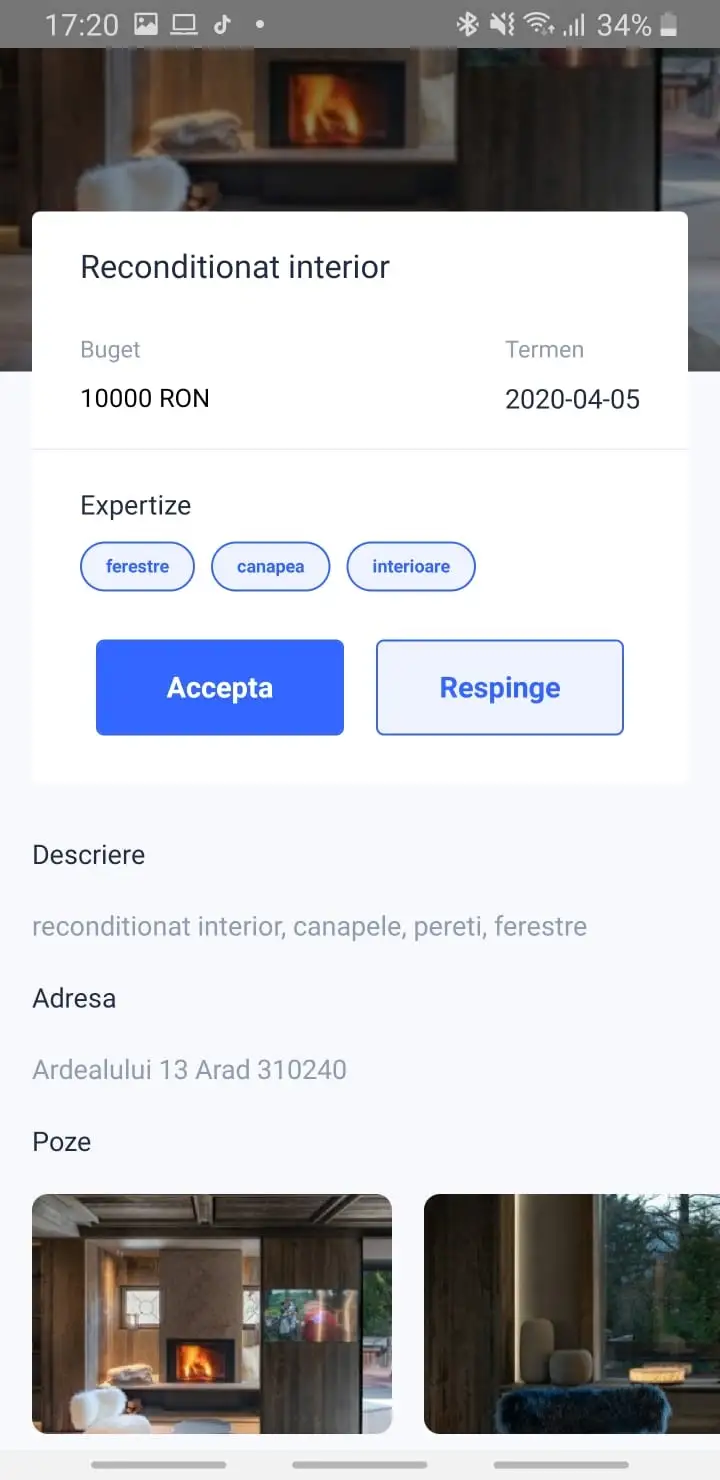 17:20 34%
Reconditionat interior
Buget Termen
10000 RON 2020-04-05
Expertize
ferestre canapea interioare
Accepta Respinge
Descriere
reconditionat interior, canapele, pereti, ferestre
Adresa
Ardealului 13 Arad 310240
Poze